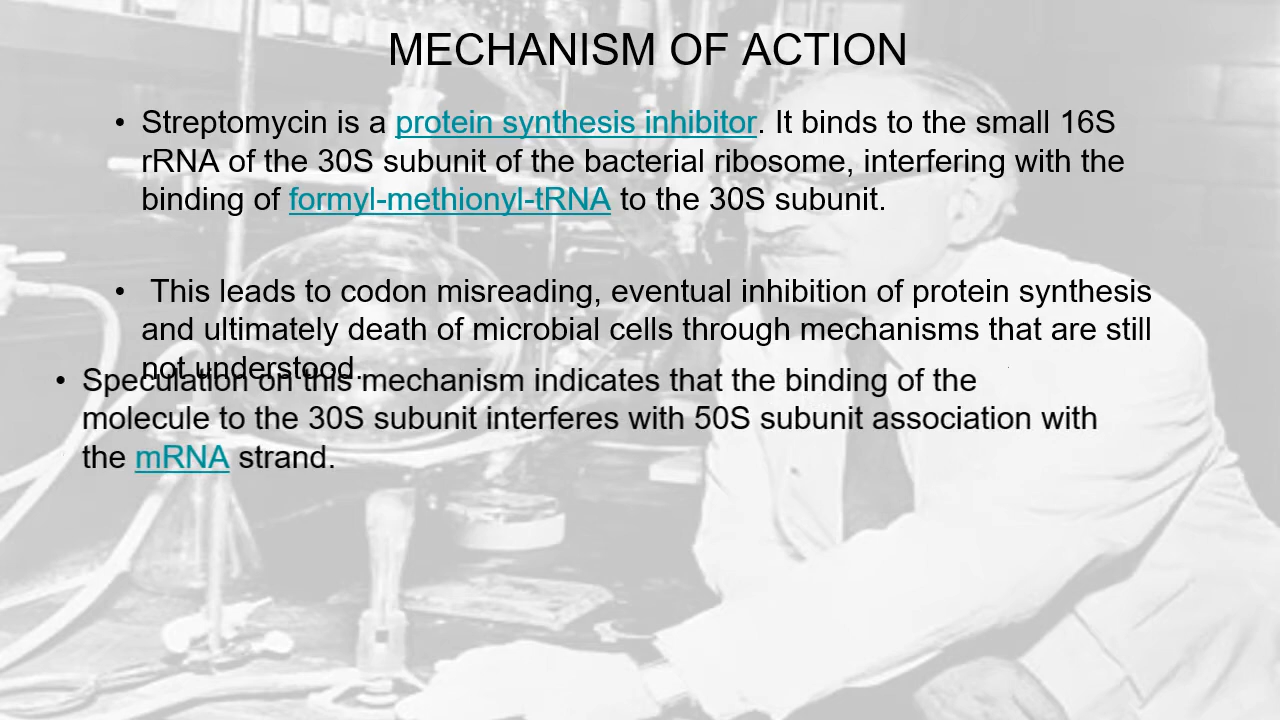 MECHANISM OF ACTION
• Streptomycin is a protein synthesis inhibitor. It binds to the small 16S
rRNA of the 30S subunit of the bacterial ribosome, interfering with the
binding of formyl-methionyl-tRNA to the 30S subunit.
• This leads to codon misreading, eventual inhibition of protein synthesis
and ultimately death of microbial cells through mechanisms that are still
not understood.
• Speculation on this mechanism indicates that the binding of the
molecule to the 30S subunit interferes with 50S subunit association with
the mRNA strand.